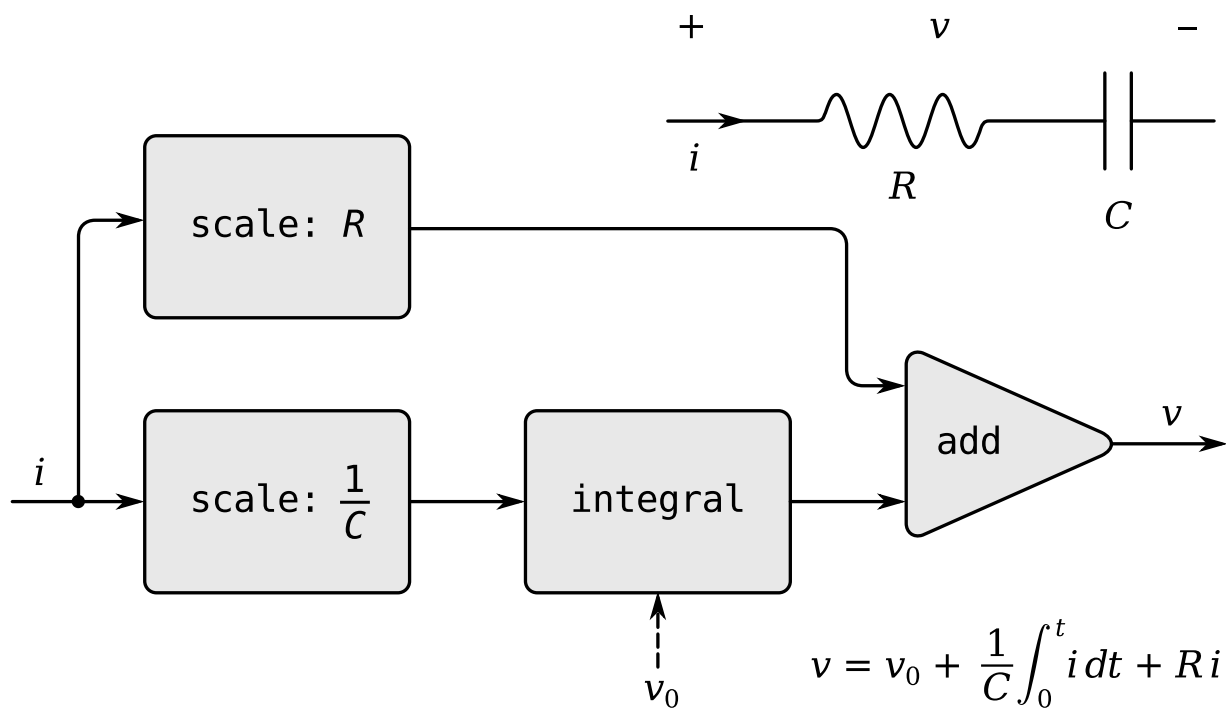 + v −
i
R
C
scale: R
i
scale: 1/C
integral
add
v
v₀
v = v₀ + 1/C ∫₀ᵗ i dt + R i